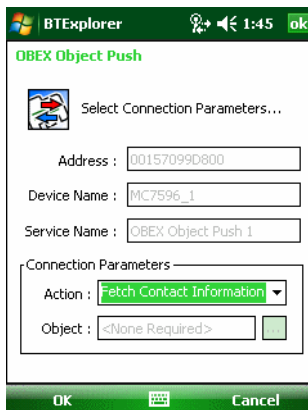 BTExplorer 1:45 ok
OBEX Object Push
Select Connection Parameters...
Address : 00157099D800
Device Name : MC7596_1
Service Name : OBEX Object Push 1
Connection Parameters
Action : Fetch Contact Information
Object : <None Required> ...
OK Cancel